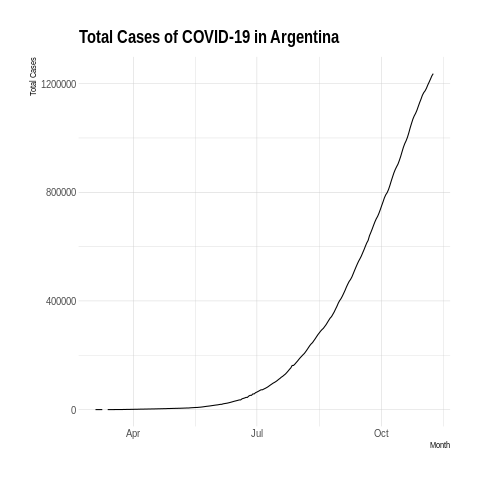 Total Cases of COVID-19 in Argentina
Total Cases
1200000
800000
400000
0
Apr Jul Oct
Month